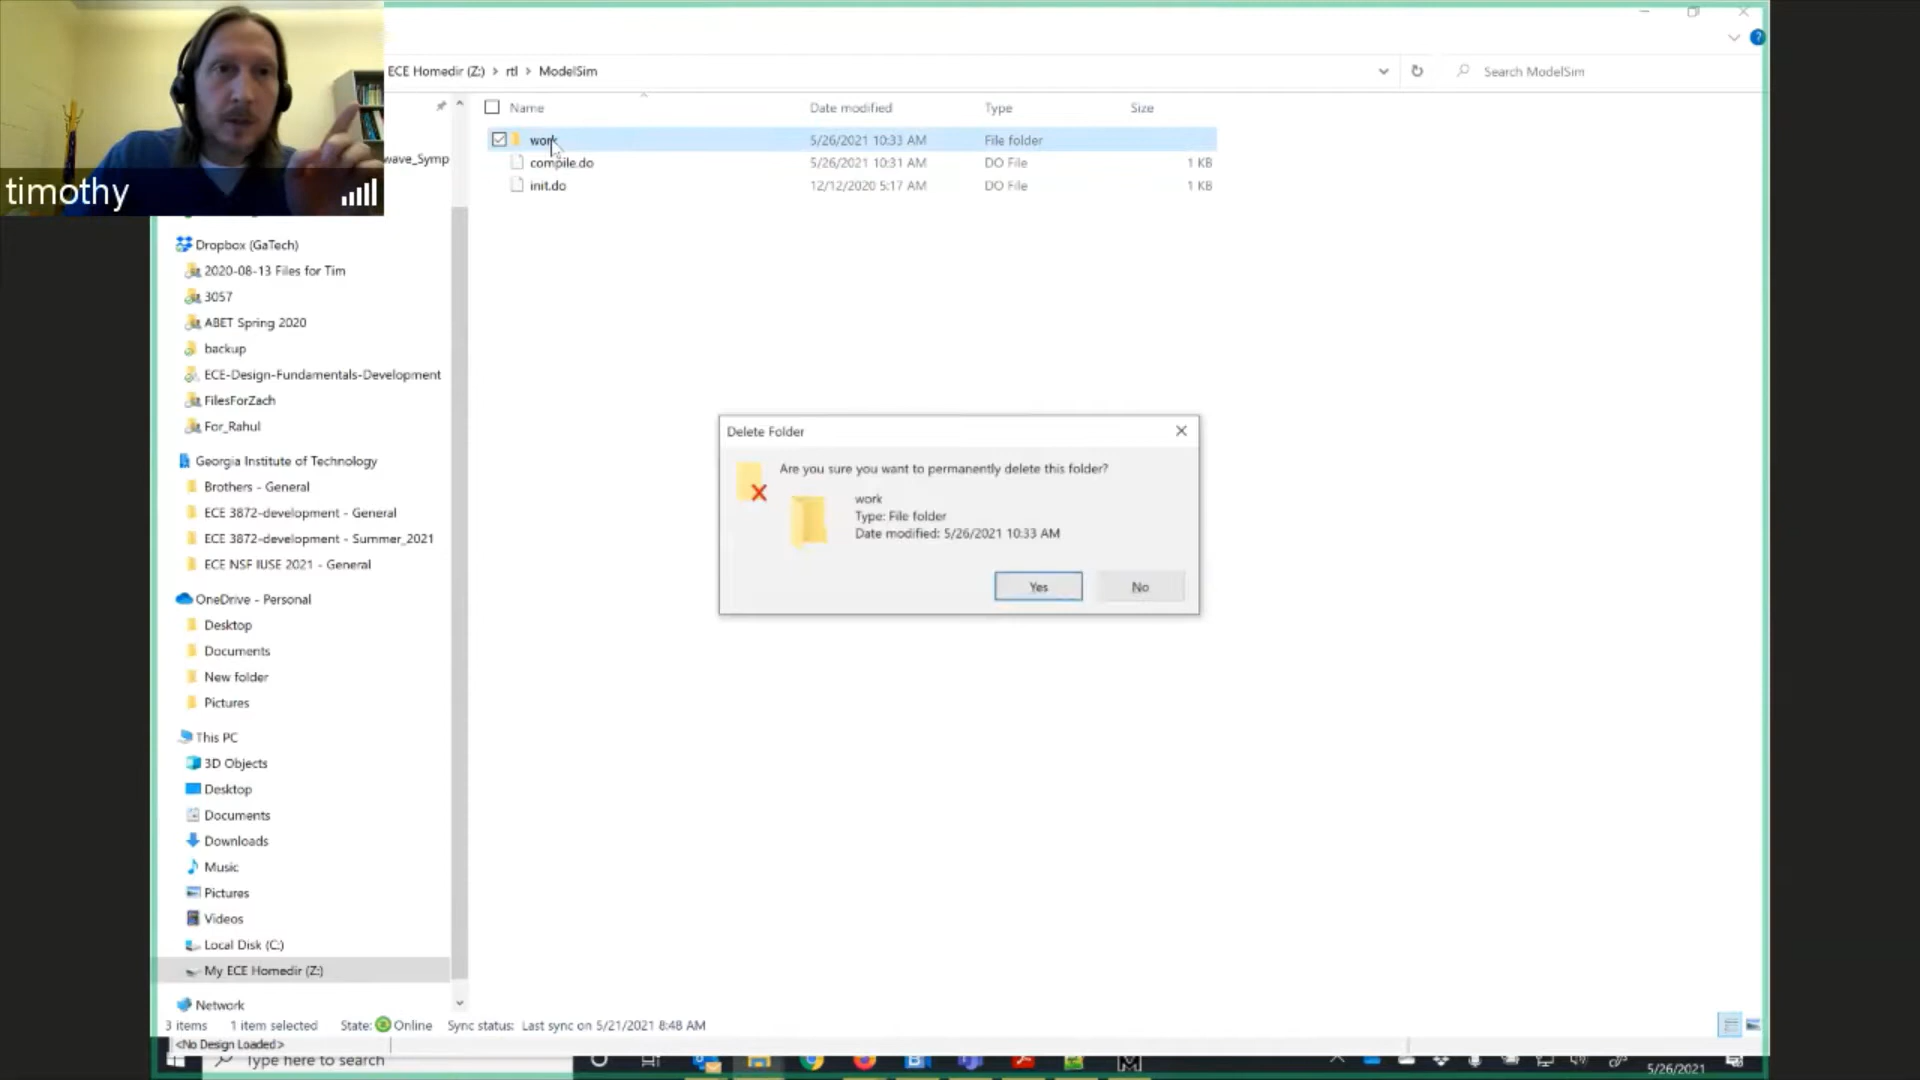 timothy
ECE Homedir (Z:) > rtl > ModelSim
Search ModelSim
Name Date modified Type Size
work 5/26/2021 10:33 AM File folder
compile.do 5/26/2021 10:31 AM DO File 1 KB
init.do 12/12/2020 5:17 AM DO File 1 KB
wave_Symp
Dropbox (GaTech)
2020-08-13 Files for Tim
3057
ABET Spring 2020
backup
ECE-Design-Fundamentals-Development
FilesForZach
For_Rahul
Georgia Institute of Technology
Brothers - General
ECE 3872-development - General
ECE 3872-development - Summer_2021
ECE NSF IUSE 2021 - General
OneDrive - Personal
Desktop
Documents
New folder
Pictures
This PC
3D Objects
Desktop
Documents
Downloads
Music
Pictures
Videos
Local Disk (C:)
My ECE Homedir (Z:)
Network
Delete Folder
Are you sure you want to permanently delete this folder?
work
Type: File folder
Date modified: 5/26/2021 10:33 AM
Yes No
3 items 1 item selected State: Online Sync status: Last sync on 5/21/2021 8:48 AM
<No Design Loaded>
Type here to search
5/26/2021